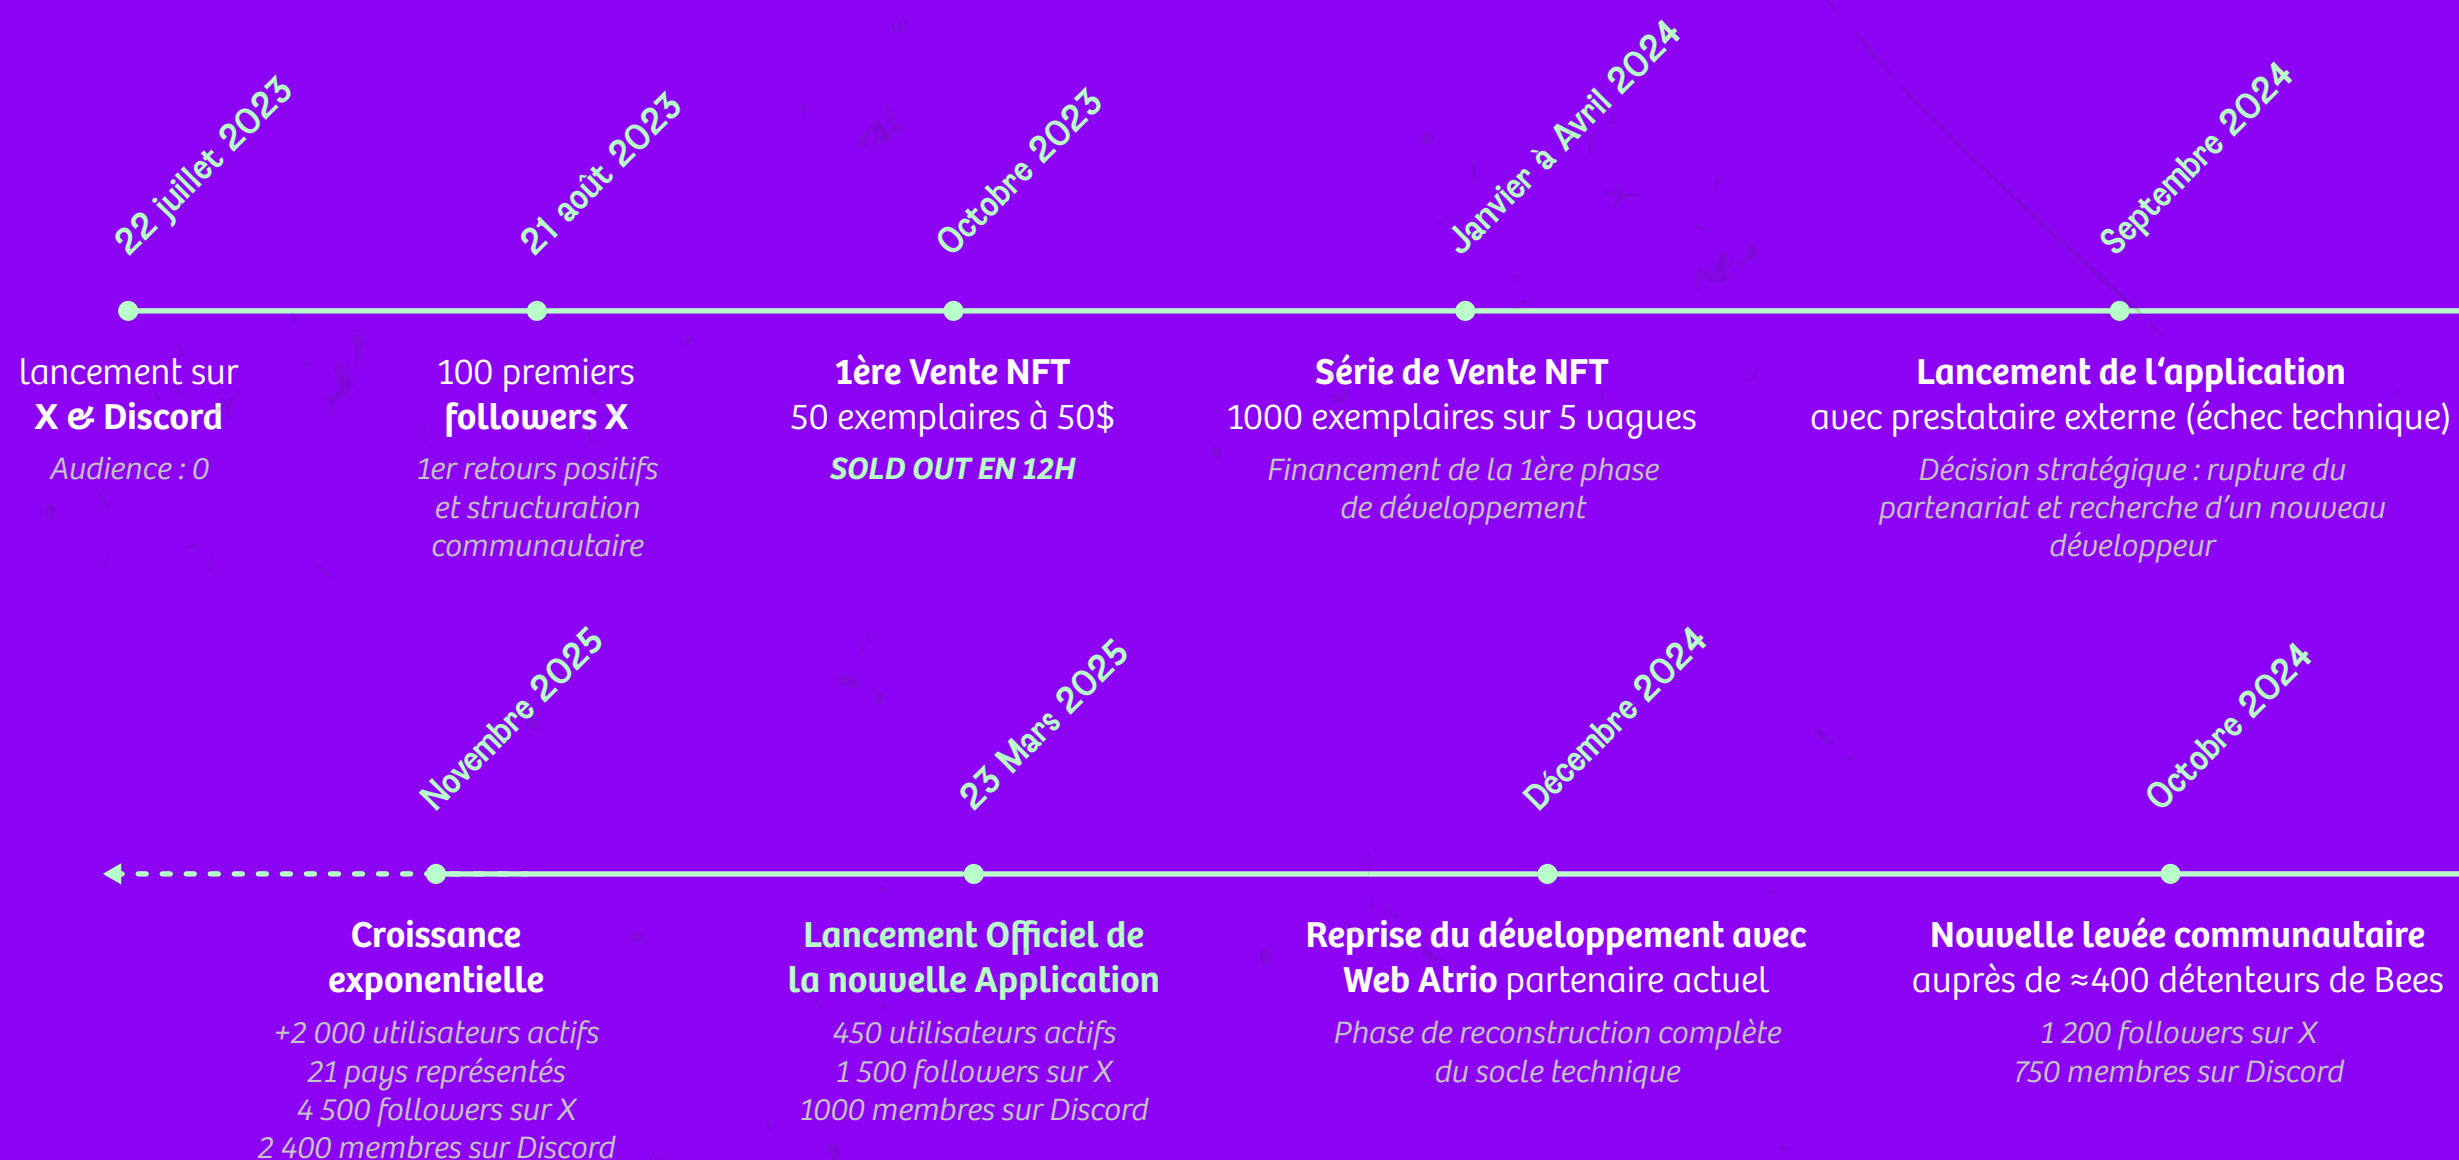 22 juillet 2023
lancement sur
X & Discord
Audience : 0
21 août 2023
100 premiers
followers X
1er retours positifs
et structuration
communautaire
Octobre 2023
1ère Vente NFT
50 exemplaires à 50$
SOLD OUT EN 12H
Janvier à Avril 2024
Série de Vente NFT
1000 exemplaires sur 5 vagues
Financement de la 1ère phase
de développement
Septembre 2024
Lancement de l‘application
avec prestataire externe (échec technique)
Décision stratégique : rupture du
partenariat et recherche d’un nouveau
développeur
Octobre 2024
Nouvelle levée communautaire
auprès de ≈400 détenteurs de Bees
1 200 followers sur X
750 membres sur Discord
Décembre 2024
Reprise du développement avec
Web Atrio partenaire actuel
Phase de reconstruction complète
du socle technique
23 Mars 2025
Lancement Officiel de
la nouvelle Application
450 utilisateurs actifs
1 500 followers sur X
1000 membres sur Discord
Novembre 2025
Croissance
exponentielle
+2 000 utilisateurs actifs
21 pays représentés
4 500 followers sur X
2 400 membres sur Discord